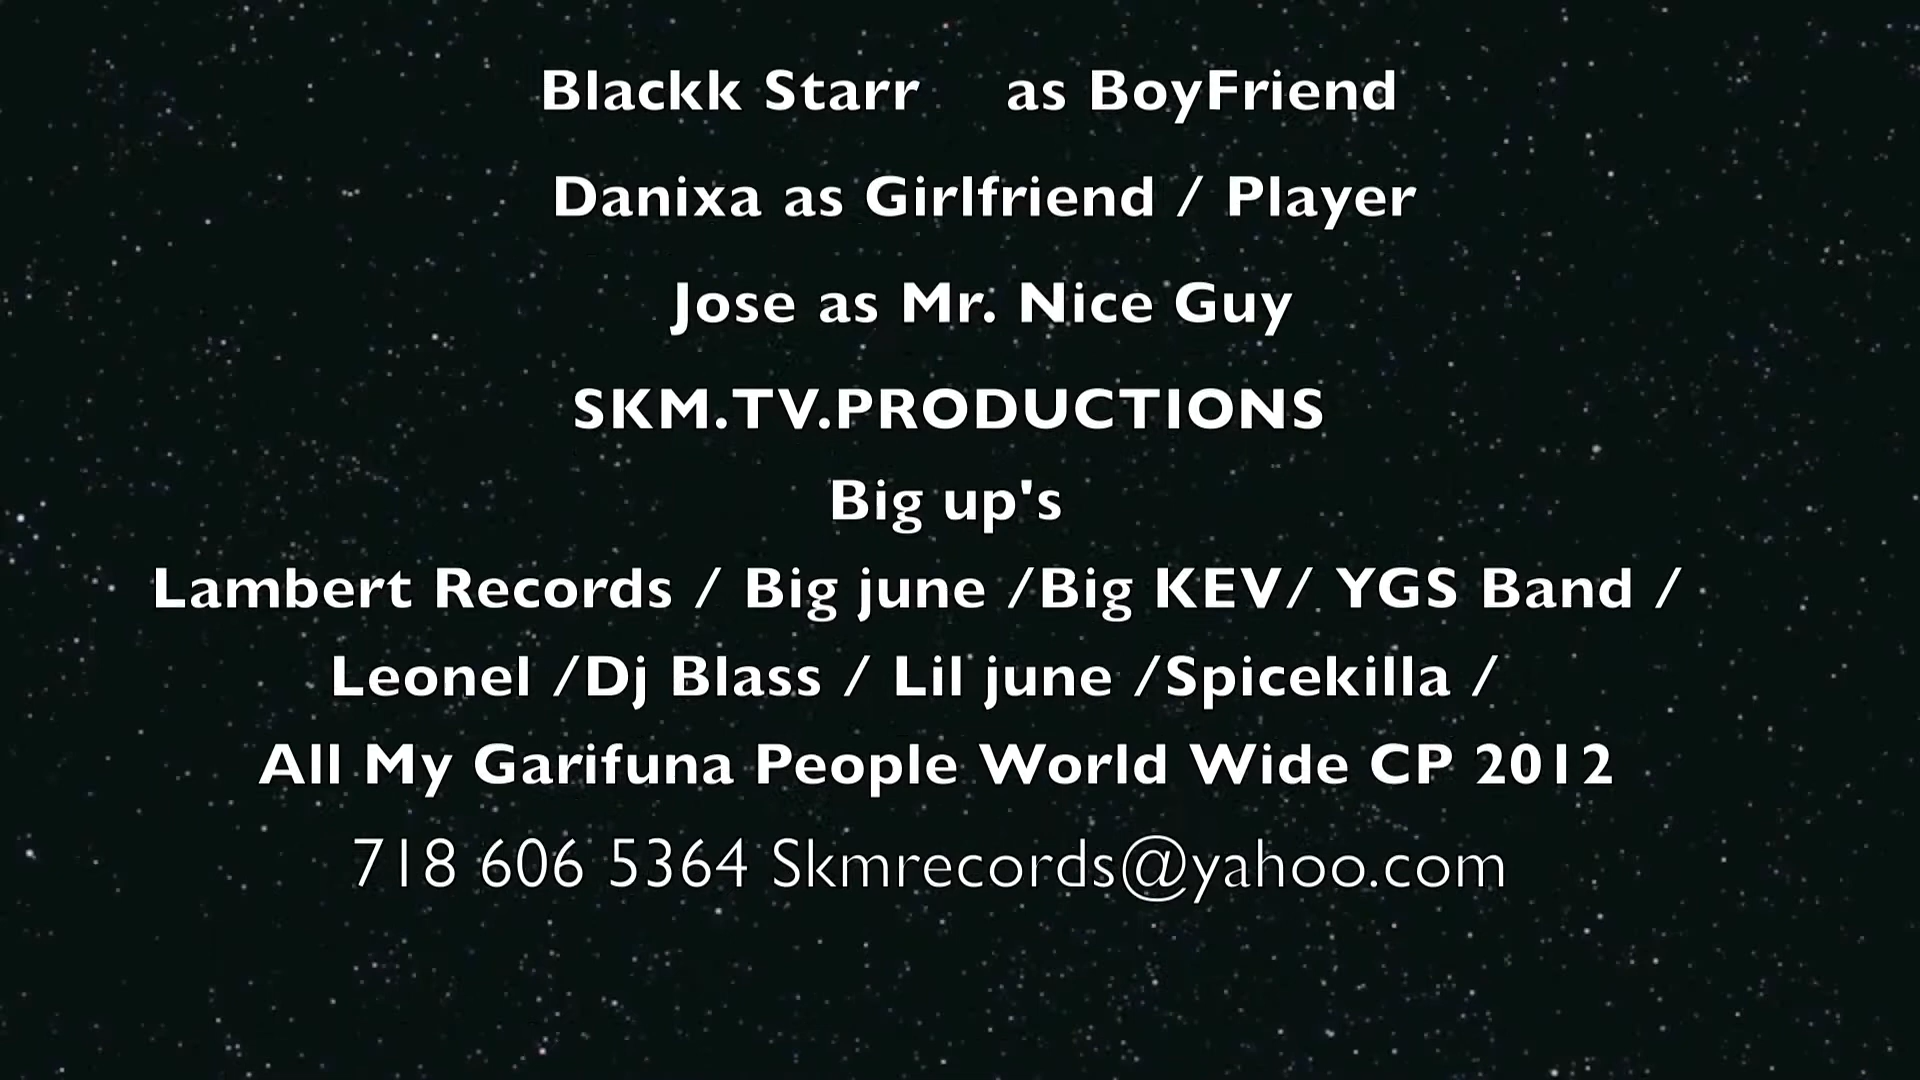 Blackk Starr as BoyFriend
Danixa as Girlfriend / Player
Jose as Mr. Nice Guy
SKM.TV.PRODUCTIONS
Big up's
Lambert Records / Big june /Big KEV/ YGS Band /
Leonel /Dj Blass / Lil june /Spicekilla /
All My Garifuna People World Wide CP 2012
718 606 5364 Skmrecords@yahoo.com